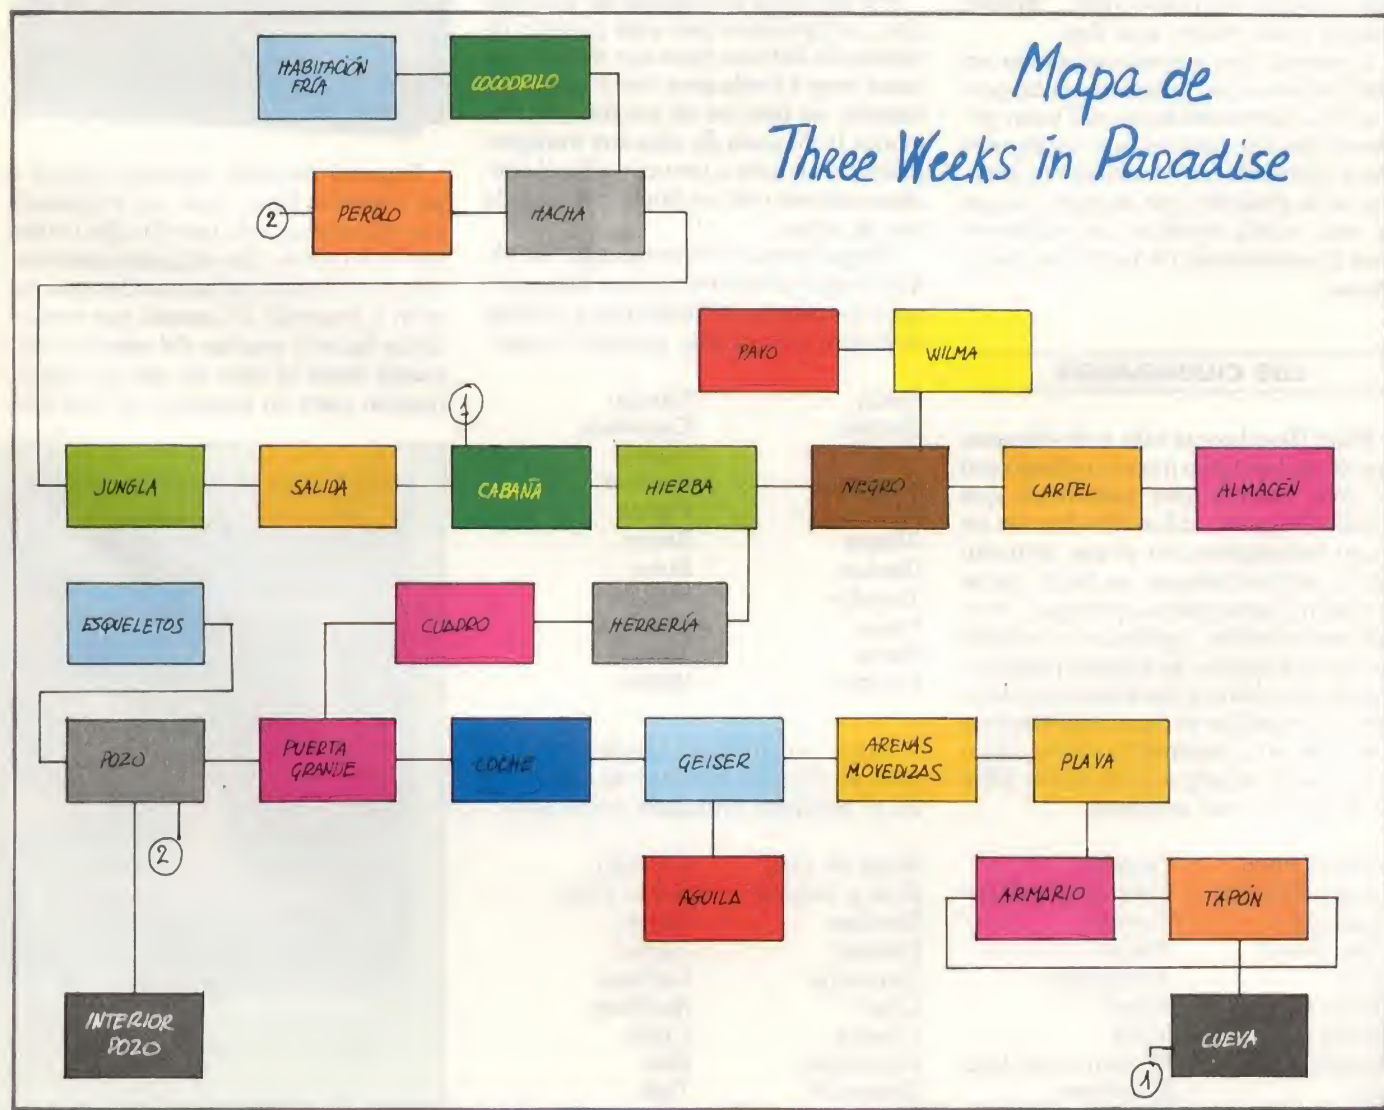 Mapa de
Three Weeks in Paradise
HABITACIÓN
FRÍA
COCODRILO
2
PEROLO
HACHA
PAYO
WILMA
1
JUNGLA
SALIDA
CABAÑA
HIERBA
NEGRO
CARTEL
ALMACÉN
ESQUELETOS
CUADRO
HERRERÍA
POZO
PUERTA
GRANDE
COCHE
GEISER
ARENAS
MOVEDIZAS
PLAYA
2
AGUILA
ARMARIO
TAPÓN
INTERIOR
POZO
CUEVA
1